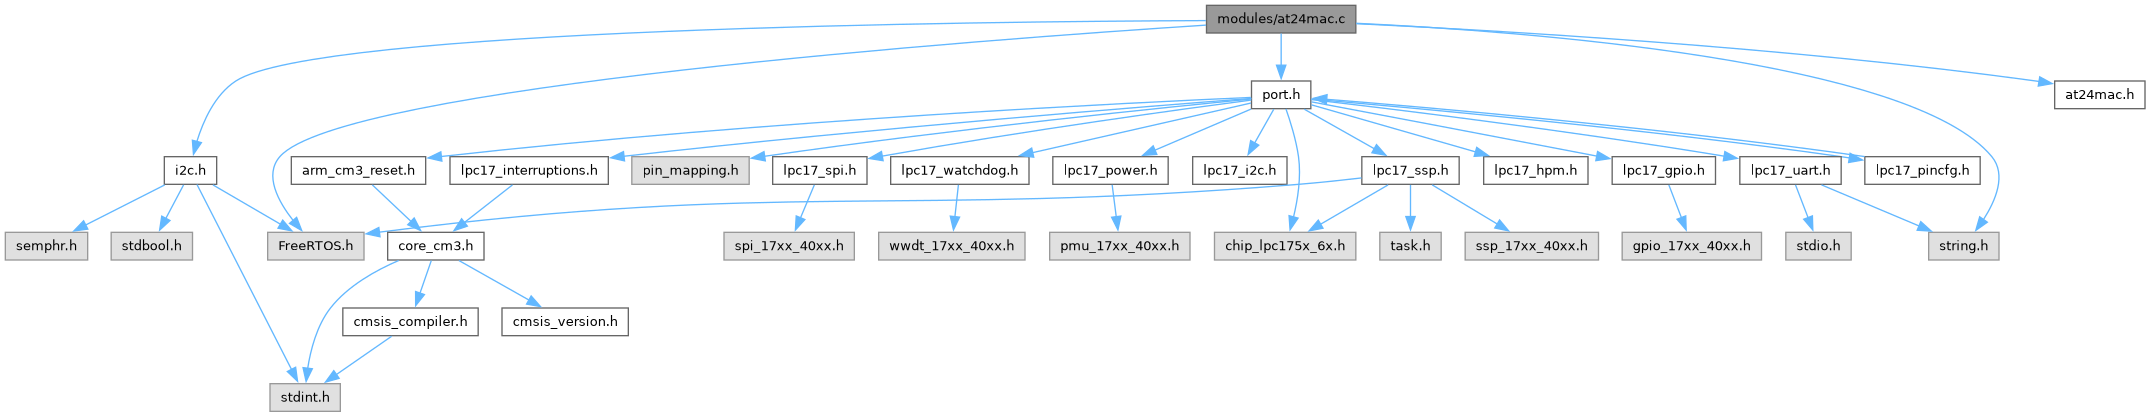 modules/at24mac.c
port.h
at24mac.h
i2c.h
arm_cm3_reset.h
lpc17_interruptions.h
pin_mapping.h
lpc17_spi.h
lpc17_watchdog.h
lpc17_power.h
lpc17_i2c.h
lpc17_ssp.h
lpc17_hpm.h
lpc17_gpio.h
lpc17_uart.h
lpc17_pincfg.h
semphr.h
stdbool.h
FreeRTOS.h
core_cm3.h
spi_17xx_40xx.h
wwdt_17xx_40xx.h
pmu_17xx_40xx.h
chip_lpc175x_6x.h
task.h
ssp_17xx_40xx.h
gpio_17xx_40xx.h
stdio.h
string.h
cmsis_compiler.h
cmsis_version.h
stdint.h